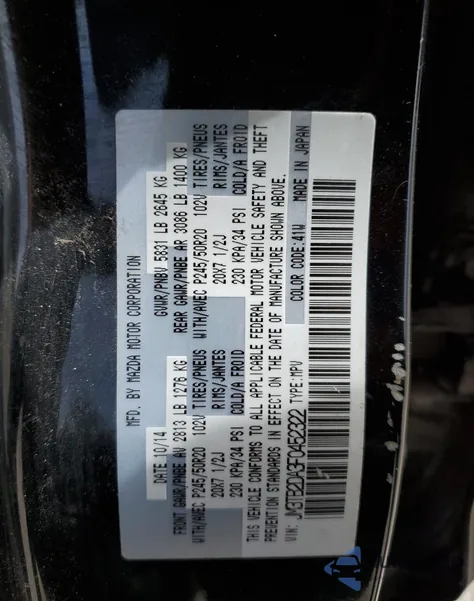 MFD. BY MAZDA MOTOR CORPORATION
DATE: 10/14 GVWR/PNBV 5831 LB 2645 KG
FRONT GAWR/PNBE AV 2813 LB 1276 KG REAR GAWR/PNBE AR 3086 LB 1400 KG
WITH/AVEC P245/50R20 102V TIRES/PNEUS WITH/AVEC P245/50R20 102V TIRES/PNEUS
20X7 1/2J RIMS/JANTES 20X7 1/2J RIMS/JANTES
230 KPA/34 PSI COLD/A FROID 230 KPA/34 PSI COLD/A FROID
THIS VEHICLE CONFORMS TO ALL APPLICABLE FEDERAL MOTOR VEHICLE SAFETY AND THEFT
PREVENTION STANDARDS IN EFFECT ON THE DATE OF MANUFACTURE SHOWN ABOVE.
COLOR CODE:41W MADE IN JAPAN
VIN: JM3TB2DA3F0452322 TYPE:MPV